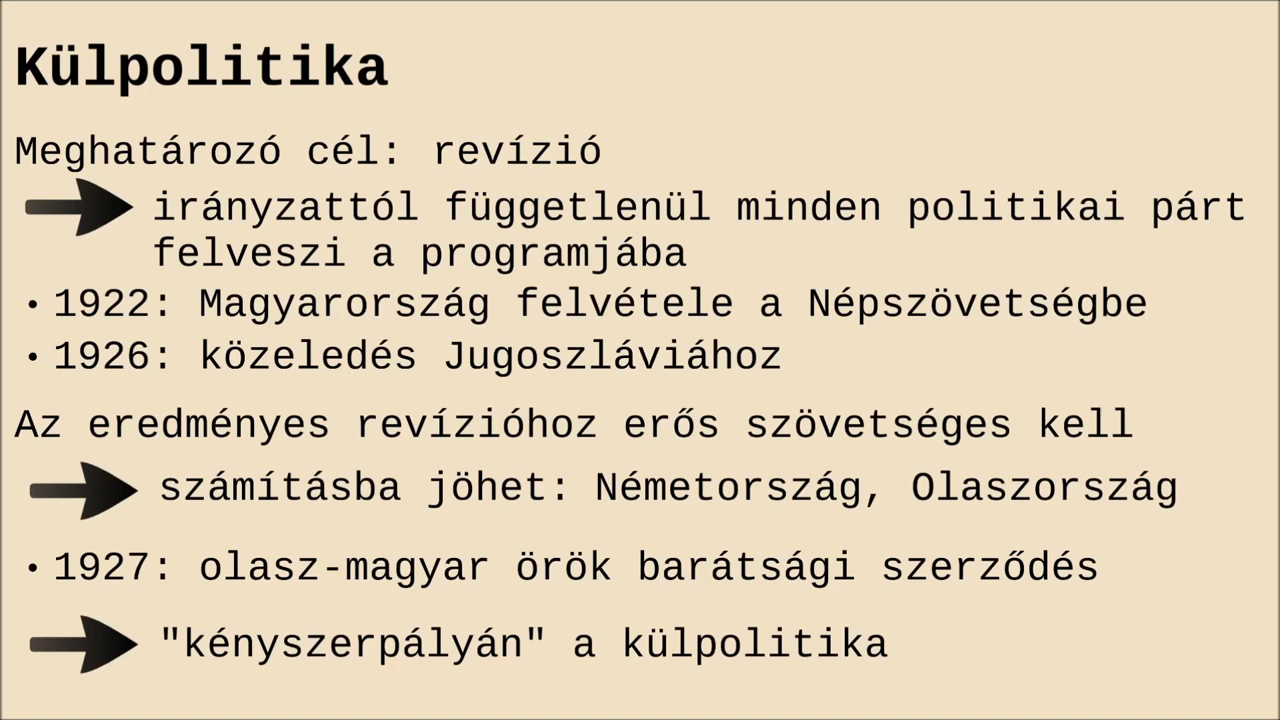 Külpolitika
Meghatározó cél: revízió
irányzattól függetlenül minden politikai párt
felveszi a programjába
• 1922: Magyarország felvétele a Népszövetségbe
• 1926: közeledés Jugoszláviához
Az eredményes revízióhoz erős szövetséges kell
számításba jöhet: Németország, Olaszország
• 1927: olasz-magyar örök barátsági szerződés
"kényszerpályán" a külpolitika